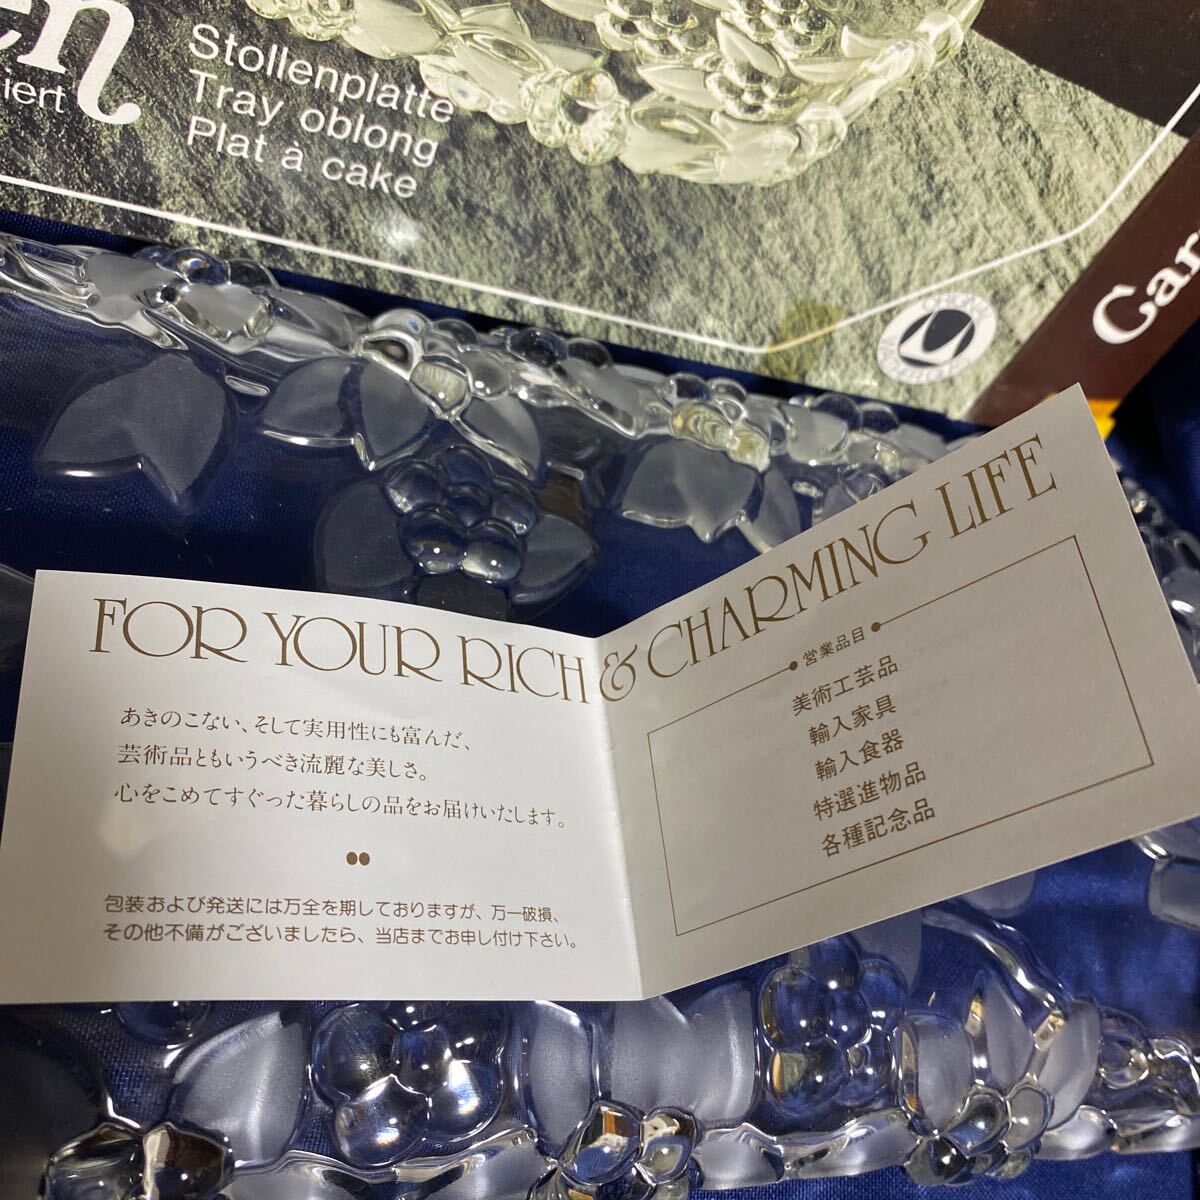 en
iert
Stollenplatte
Tray oblong
Plat à cake
Car
FOR YOUR RICH & CHARMING LIFE
あきのこない、そして実用性にも富んだ、
芸術品ともいうべき流麗な美しさ。
心をこめてすぐった暮らしの品をお届けいたします。
包装および発送には万全を期しておりますが、万一破損、
その他不備がございましたら、当店までお申し付け下さい。
営業品目
美術工芸品
輸入家具
輸入食器
特選進物品
各種記念品